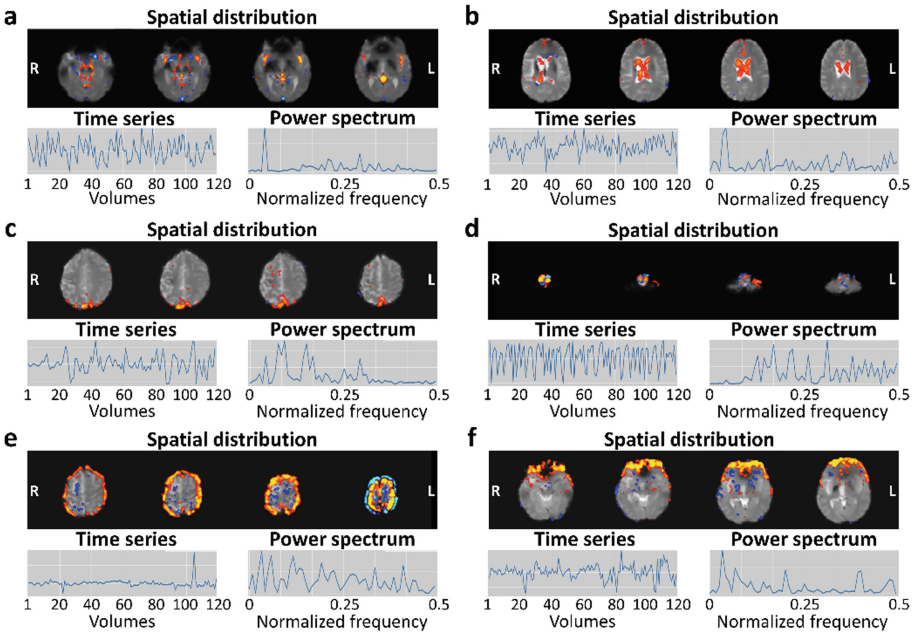 a
Spatial distribution
R
L
Time series
Power spectrum
1 20 40 60 80 100 120
0 0.25 0.5
Volumes
Normalized frequency
b
Spatial distribution
R
L
Time series
Power spectrum
1 20 40 60 80 100 120
0 0.25 0.5
Volumes
Normalized frequency
c
Spatial distribution
R
L
Time series
Power spectrum
1 20 40 60 80 100 120
0 0.25 0.5
Volumes
Normalized frequency
d
Spatial distribution
R
L
Time series
Power spectrum
1 20 40 60 80 100 120
0 0.25 0.5
Volumes
Normalized frequency
e
Spatial distribution
R
L
Time series
Power spectrum
1 20 40 60 80 100 120
0 0.25 0.5
Volumes
Normalized frequency
f
Spatial distribution
R
L
Time series
Power spectrum
1 20 40 60 80 100 120
0 0.25 0.5
Volumes
Normalized frequency